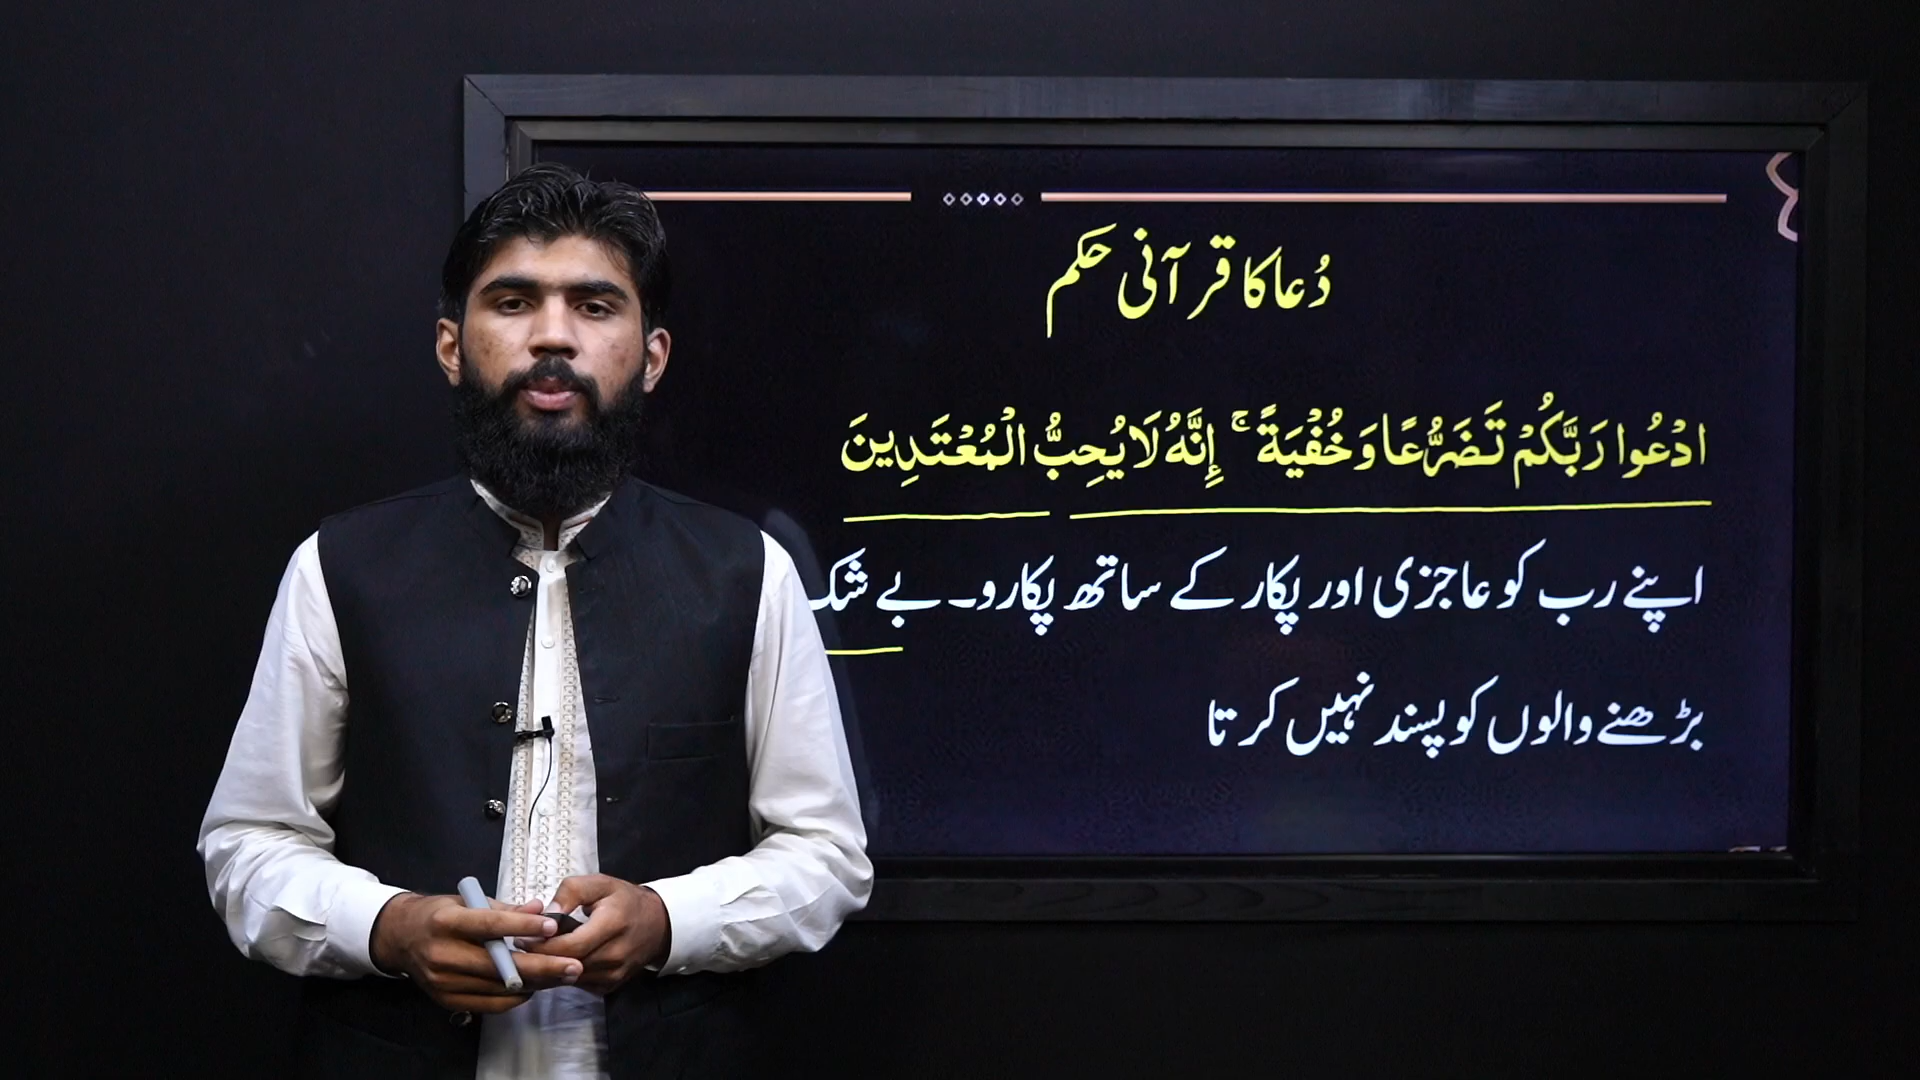 دُعا کا قرآنی حکم
ادْعُوا رَبَّكُمْ تَضَرُّعًا وَخُفْيَةً ۚ إِنَّهُ لَا يُحِبُّ الْمُعْتَدِينَ
اپنے رب کو عاجزی اور پکار کے ساتھ پکارو۔ بے شک
بڑھنے والوں کو پسند نہیں کرتا